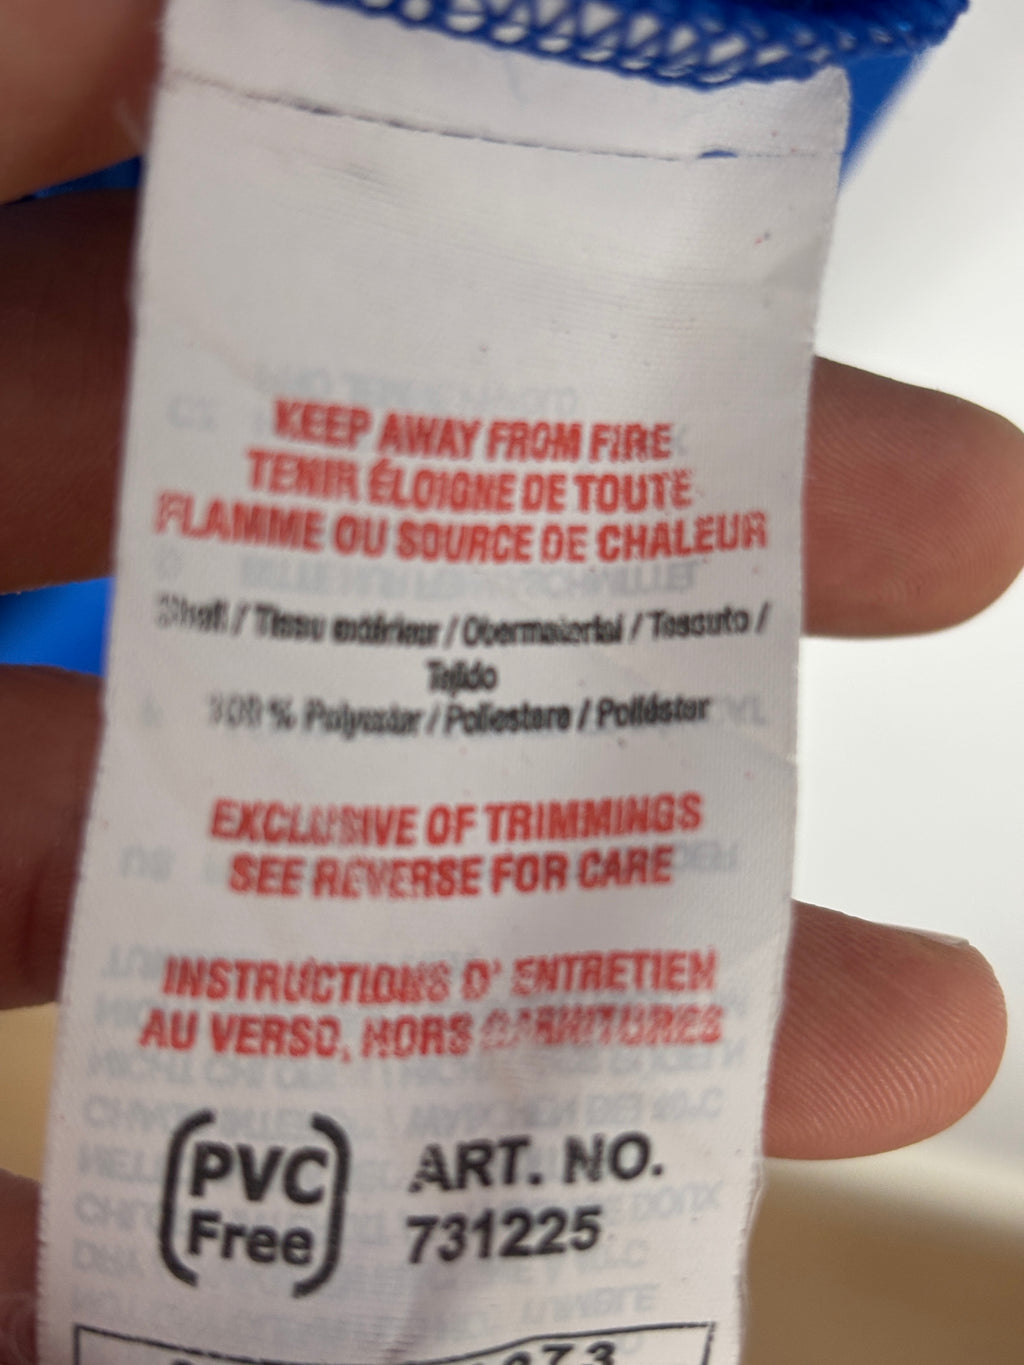 KEEP AWAY FROM FIRE
TENIR ÉLOIGNE DE TOUTE
FLAMME OU SOURCE DE CHALEUR
Shell / Tissu extérieur / Obermaterial / Tessuto /
Tejido
100 % Polyester / Poliestere / Poliéster
EXCLUSIVE OF TRIMMINGS
SEE REVERSE FOR CARE
INSTRUCTIONS D' ENTRETIEN
AU VERSO, HORS GARNITURES
PVC
Free
ART. NO.
731225